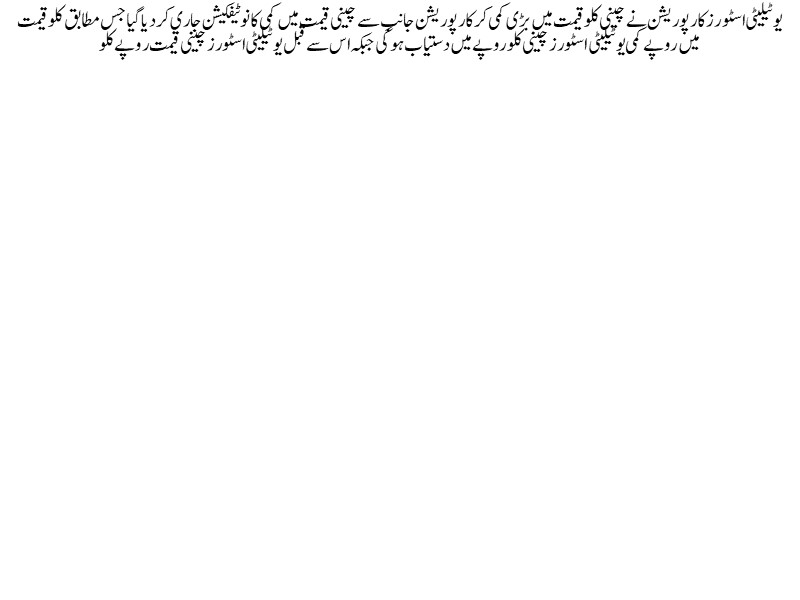 یوٹیلیٹی اسٹورز کارپوریشن نے چینی کلو قیمت میں بڑی کمی کر کارپوریشن جانب سے چینی قیمت میں کمی کا نوٹیفکیشن جاری کر دیا گیا جس مطابق کلو قیمت
میں روپے کمی یوٹیلیٹی اسٹورز چینی کلو روپے میں دستیاب ہوگی جبکہ اس سے قبل یوٹیلیٹی اسٹورز چینی قیمت روپے کلو